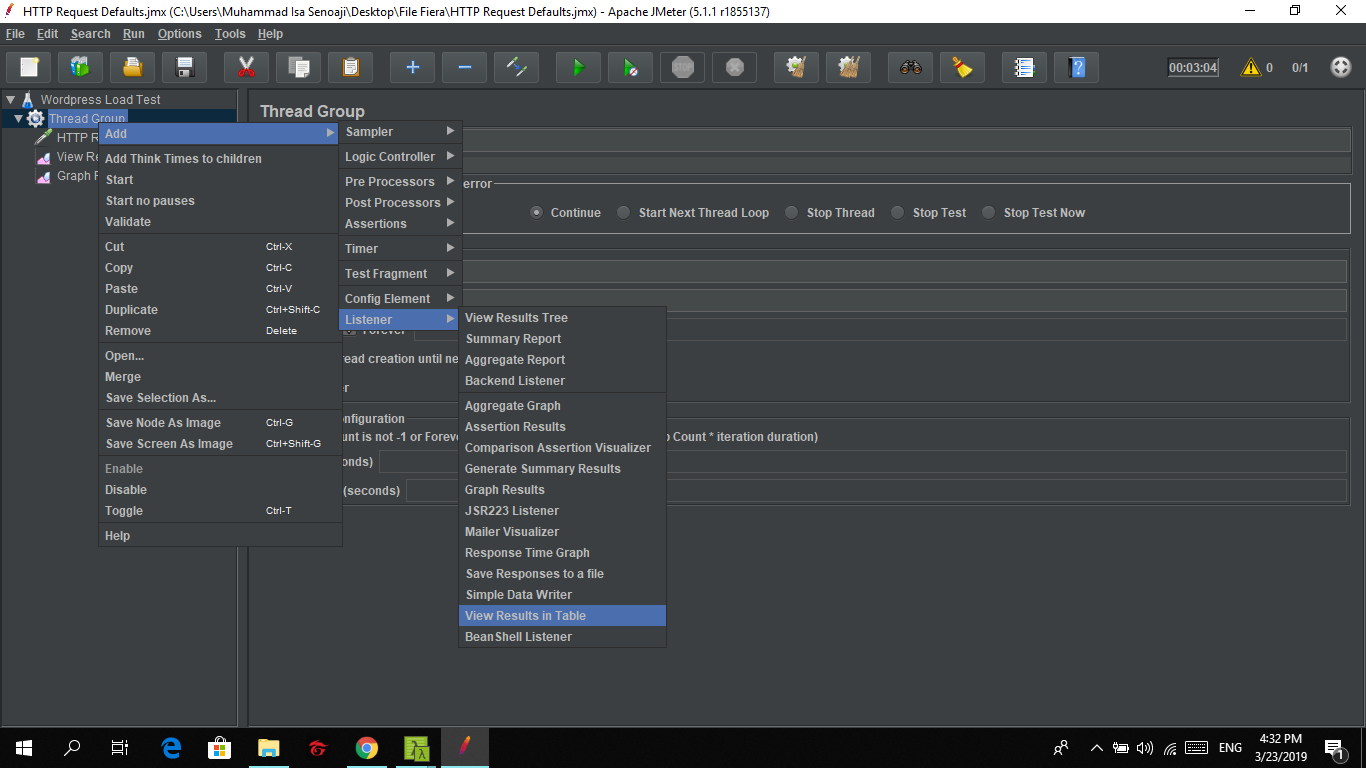 HTTP Request Defaults.jmx (C:\Users\Muhammad Isa Senoaji\Desktop\File Fiera\HTTP Request Defaults.jmx) - Apache JMeter (5.1.1 r1855137)
File Edit Search Run Options Tools Help
STOP 00:03:04 0 0/1
Wordpress Load Test
Thread Group
HTTP R
View Re
Graph R
Thread Group
error
Continue Start Next Thread Loop Stop Thread Stop Test Stop Test Now
Forever
read creation until ne
er
onfiguration
unt is not -1 or Foreve
p Count * iteration duration)
onds)
(seconds)
Add
Add Think Times to children
Start
Start no pauses
Validate
Cut Ctrl-X
Copy Ctrl-C
Paste Ctrl-V
Duplicate Ctrl+Shift-C
Remove Delete
Open...
Merge
Save Selection As...
Save Node As Image Ctrl-G
Save Screen As Image Ctrl+Shift-G
Enable
Disable
Toggle Ctrl-T
Help
Sampler
Logic Controller
Pre Processors
Post Processors
Assertions
Timer
Test Fragment
Config Element
Listener
View Results Tree
Summary Report
Aggregate Report
Backend Listener
Aggregate Graph
Assertion Results
Comparison Assertion Visualizer
Generate Summary Results
Graph Results
JSR223 Listener
Mailer Visualizer
Response Time Graph
Save Responses to a file
Simple Data Writer
View Results in Table
BeanShell Listener
ENG
4:32 PM
3/23/2019
1